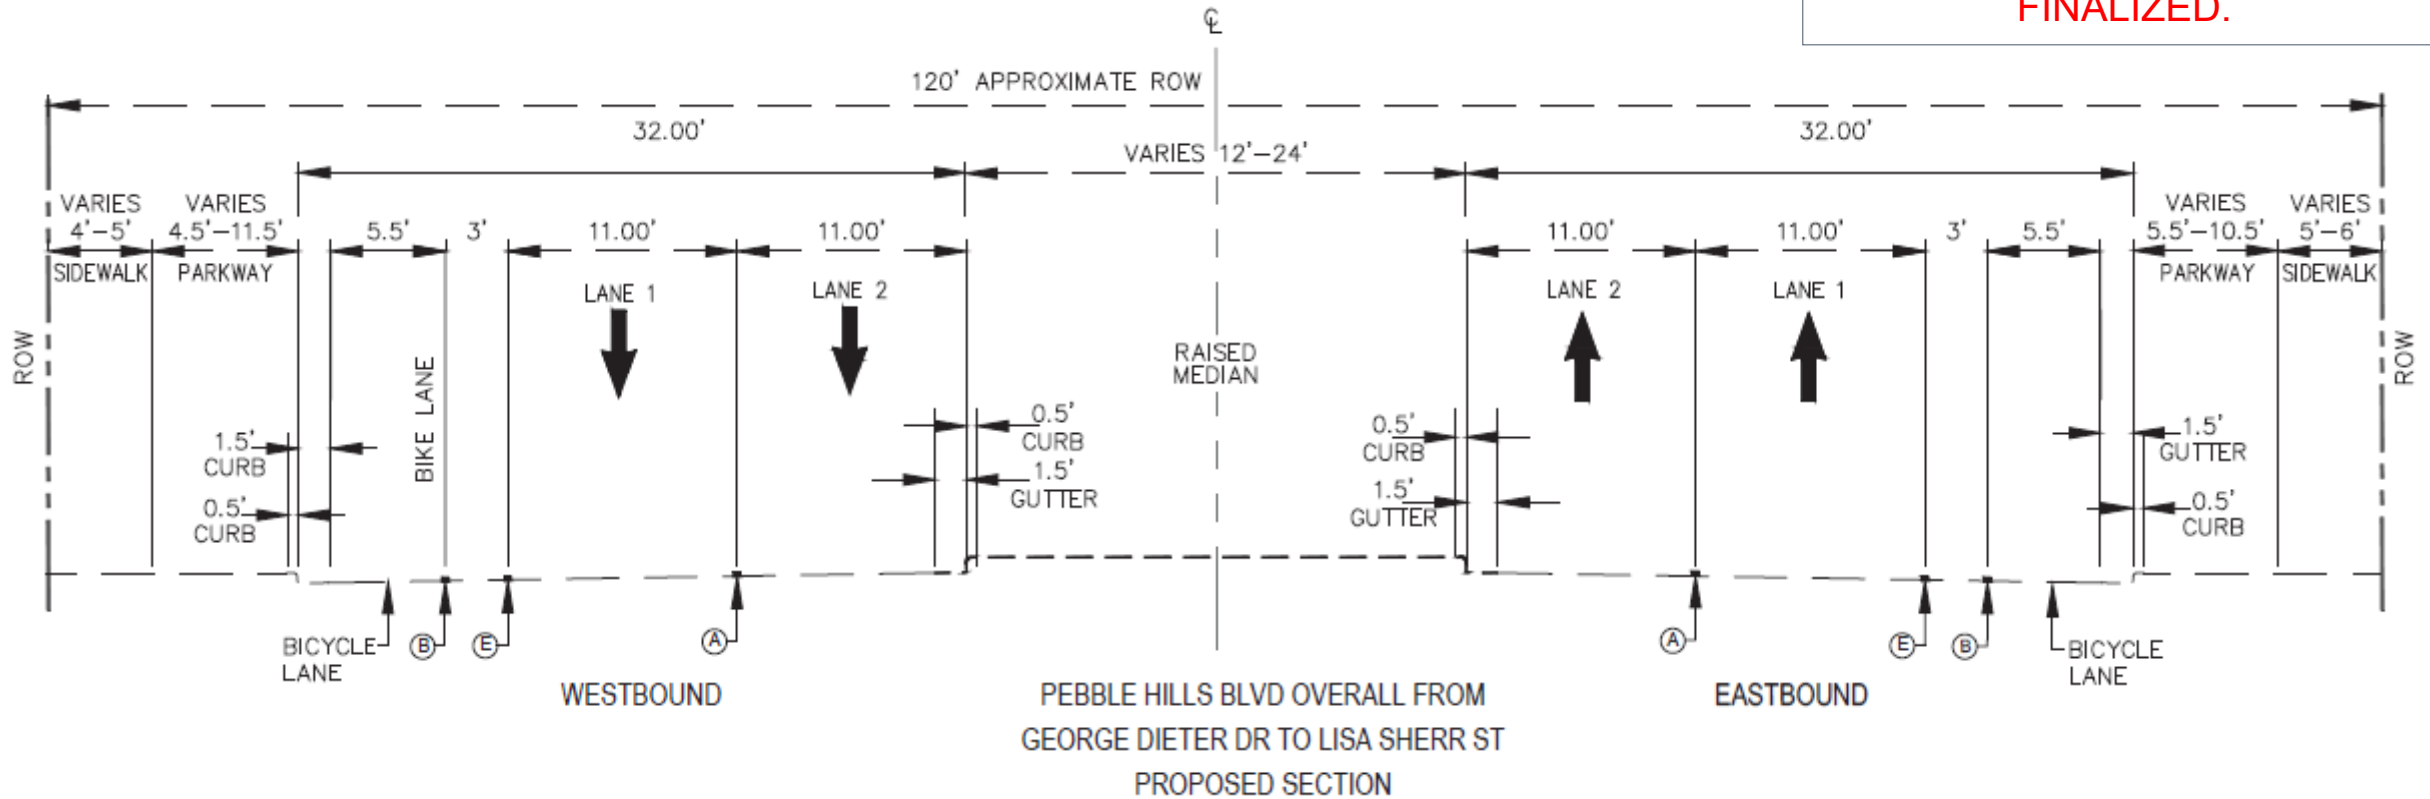 FINALIZED.
℄
120' APPROXIMATE ROW
32.00'
32.00'
VARIES 12'-24'
VARIES
4'-5'
SIDEWALK
VARIES
4.5'-11.5'
PARKWAY
5.5'
3'
11.00'
11.00'
11.00'
11.00'
3'
5.5'
VARIES
5.5'-10.5'
PARKWAY
VARIES
5'-6'
SIDEWALK
LANE 1
LANE 2
LANE 2
LANE 1
ROW
BIKE LANE
RAISED
MEDIAN
ROW
1.5'
CURB
0.5'
CURB
0.5'
CURB
1.5'
GUTTER
0.5'
CURB
1.5'
GUTTER
1.5'
GUTTER
0.5'
CURB
BICYCLE
LANE
B
E
A
A
E
B
BICYCLE
LANE
WESTBOUND
PEBBLE HILLS BLVD OVERALL FROM
GEORGE DIETER DR TO LISA SHERR ST
PROPOSED SECTION
EASTBOUND